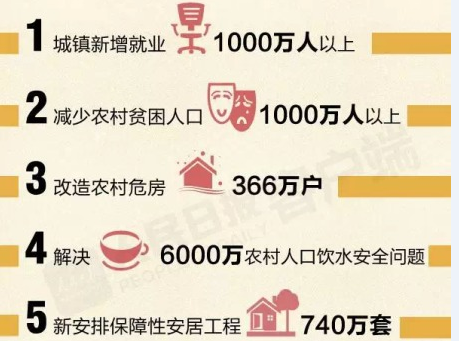 1 城镇新增就业 1000万人以上
2 减少农村贫困人口 1000万人以上
3 改造农村危房 366万户
4 解决 6000万农村人口饮水安全问题
5 新安排保障性安居工程 740万套